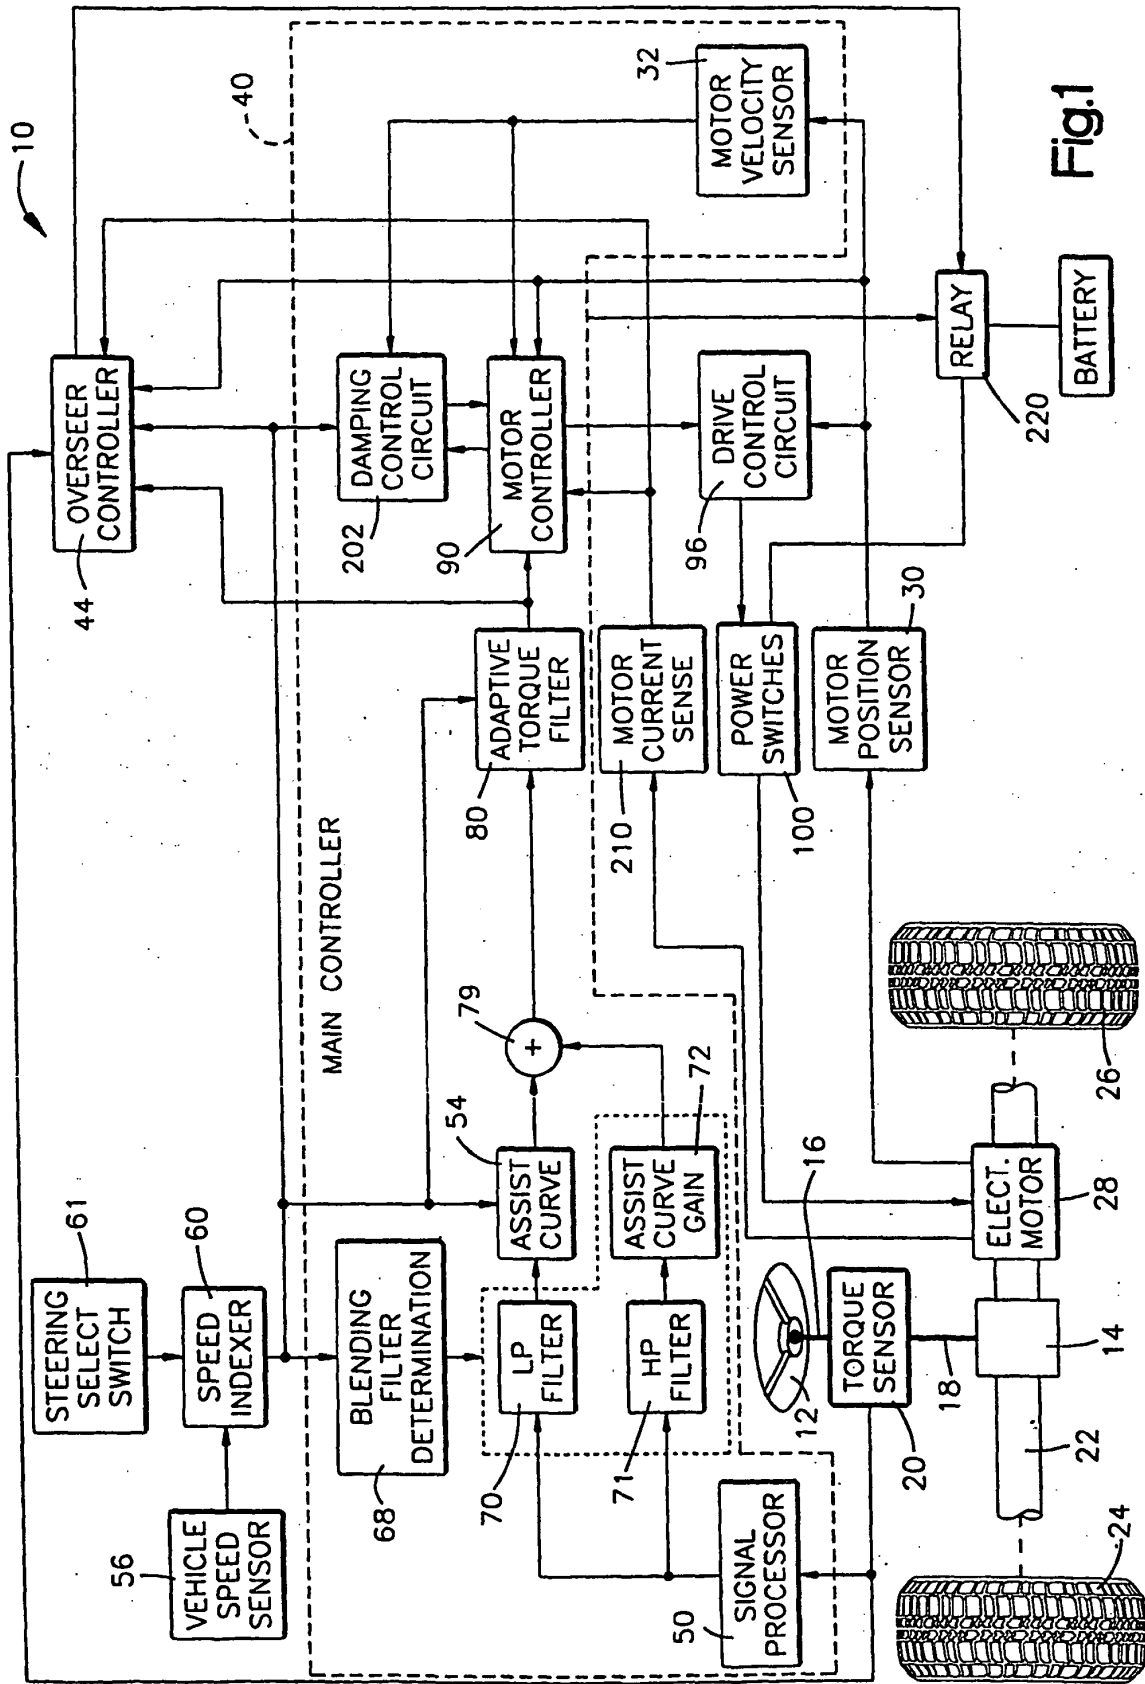 10
40
OVERSEER
CONTROLLER
44
STEERING
SELECT
SWITCH
61
SPEED
INDEXER
60
VEHICLE
SPEED
SENSOR
56
MAIN CONTROLLER
BLENDING
FILTER
DETERMINATION
68
DAMPING
CONTROL
CIRCUIT
202
MOTOR
VELOCITY
SENSOR
32
LP
FILTER
70
ASSIST
CURVE
54
+
79
ADAPTIVE
TORQUE
FILTER
80
MOTOR
CONTROLLER
90
HP
FILTER
71
ASSIST
CURVE
GAIN
72
MOTOR
CURRENT
SENSE
210
SIGNAL
PROCESSOR
50
POWER
SWITCHES
100
DRIVE
CONTROL
CIRCUIT
96
12
16
TORQUE
SENSOR
20
18
MOTOR
POSITION
SENSOR
30
RELAY
220
BATTERY
14
22
ELECT.
MOTOR
28
24
26
Fig.1